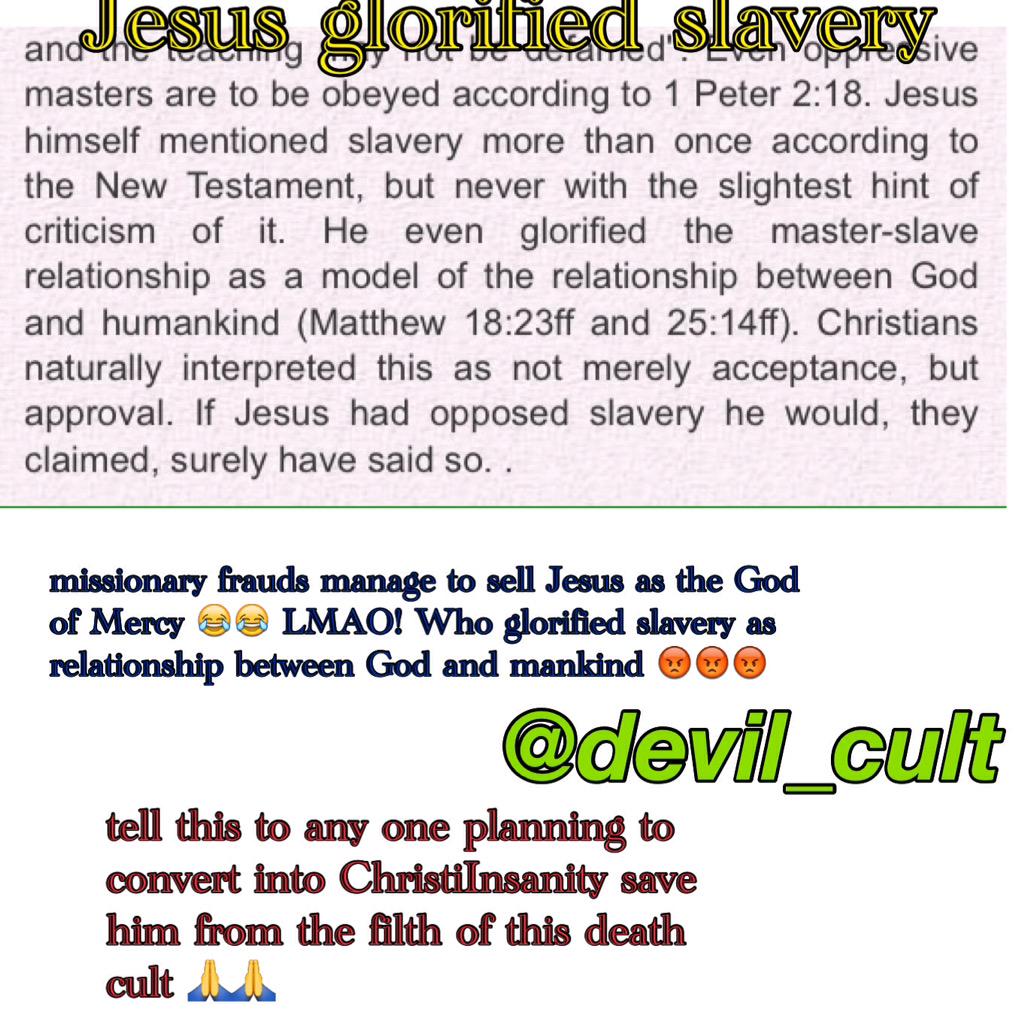 Jesus glorified slavery
and the teaching may not be defamed". Even oppressive
masters are to be obeyed according to 1 Peter 2:18. Jesus
himself mentioned slavery more than once according to
the New Testament, but never with the slightest hint of
criticism of it. He even glorified the master-slave
relationship as a model of the relationship between God
and humankind (Matthew 18:23ff and 25:14ff). Christians
naturally interpreted this as not merely acceptance, but
approval. If Jesus had opposed slavery he would, they
claimed, surely have said so. .
missionary frauds manage to sell Jesus as the God
of Mercy 😂😂 LMAO! Who glorified slavery as
relationship between God and mankind 😡😡😡
@devil_cult
tell this to any one planning to
convert into ChristiInsanity save
him from the filth of this death
cult 🙏🙏